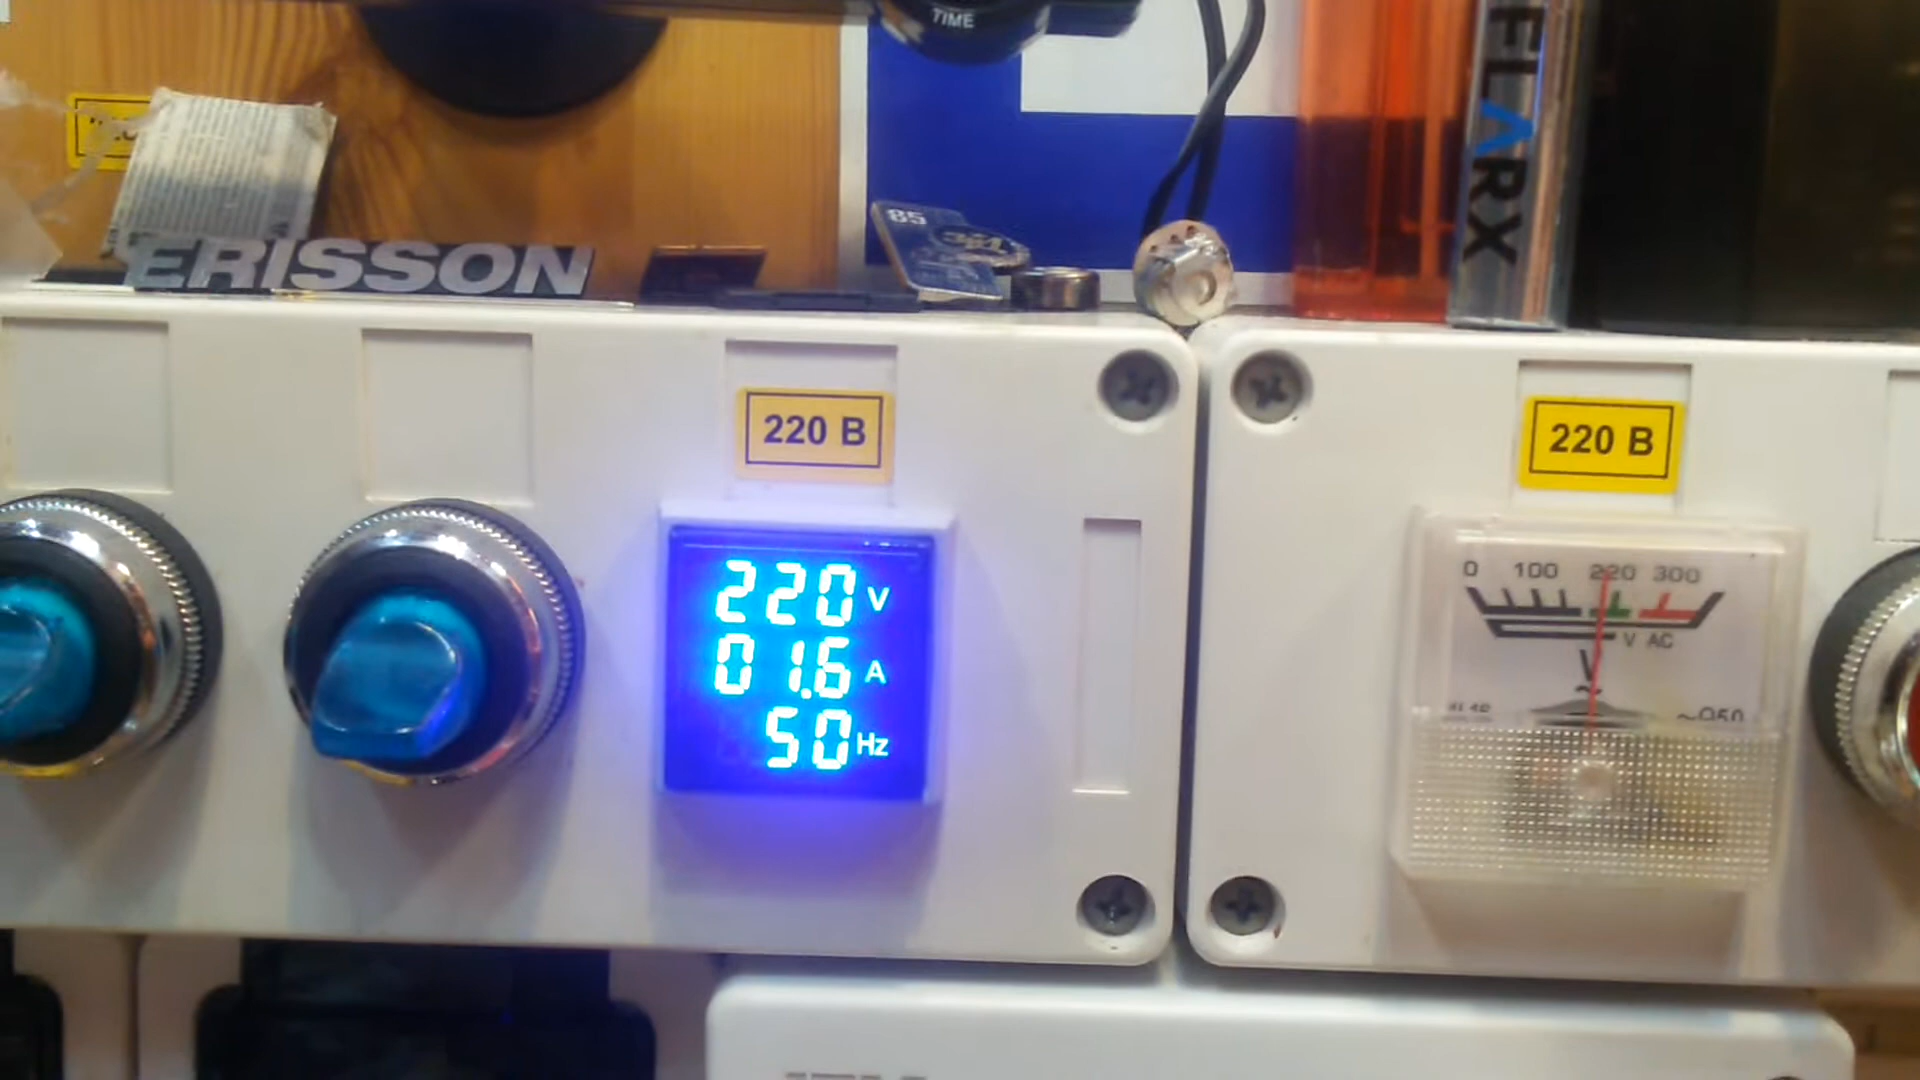 TIME
FLARX
85
ERISSON
220 В
220 В
220 V
01.6 A
50 Hz
0 100 220 300
V AC
V
~